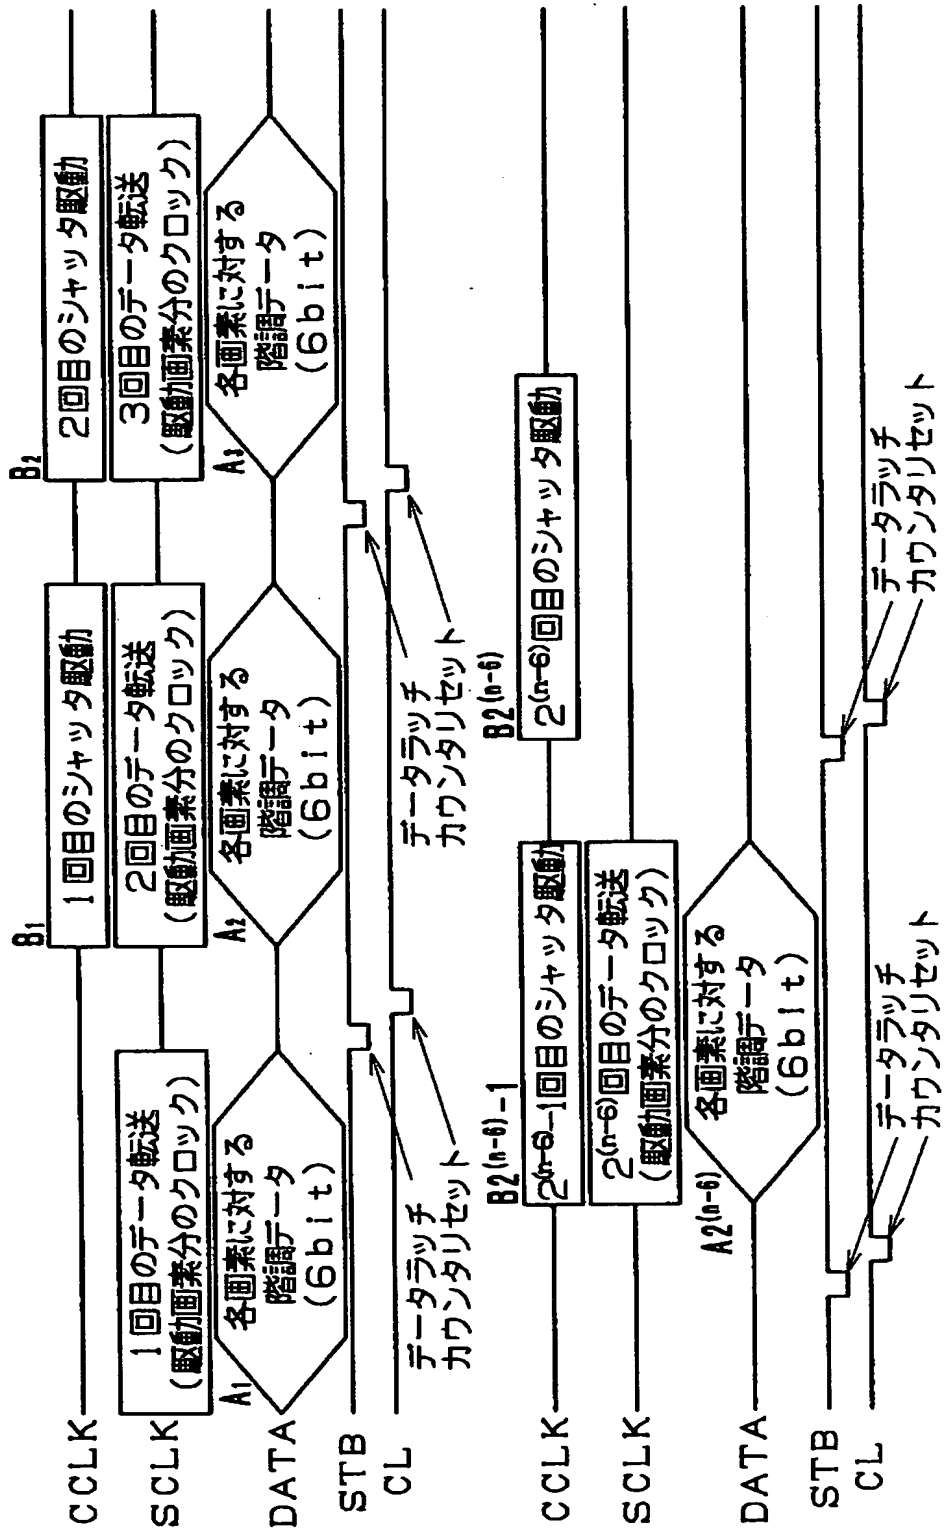 CCLK
B1
1回目のシャッタ駆動
B2
2回目のシャッタ駆動
SCLK
1回目のデータ転送
(駆動画素分のクロック)
2回目のデータ転送
(駆動画素分のクロック)
3回目のデータ転送
(駆動画素分のクロック)
DATA
A1
各画素に対する
階調データ
(6bit)
A2
各画素に対する
階調データ
(6bit)
A3
各画素に対する
階調データ
(6bit)
STB
CL
データラッチ
カウンタリセット
データラッチ
カウンタリセット
CCLK
B2(n-6)-1
2(n-6)-1回目のシャッタ駆動
B2(n-6)
2(n-6)回目のシャッタ駆動
SCLK
2(n-6)回目のデータ転送
(駆動画素分のクロック)
DATA
A2(n-6)
各画素に対する
階調データ
(6bit)
STB
CL
データラッチ
カウンタリセット
データラッチ
カウンタリセット